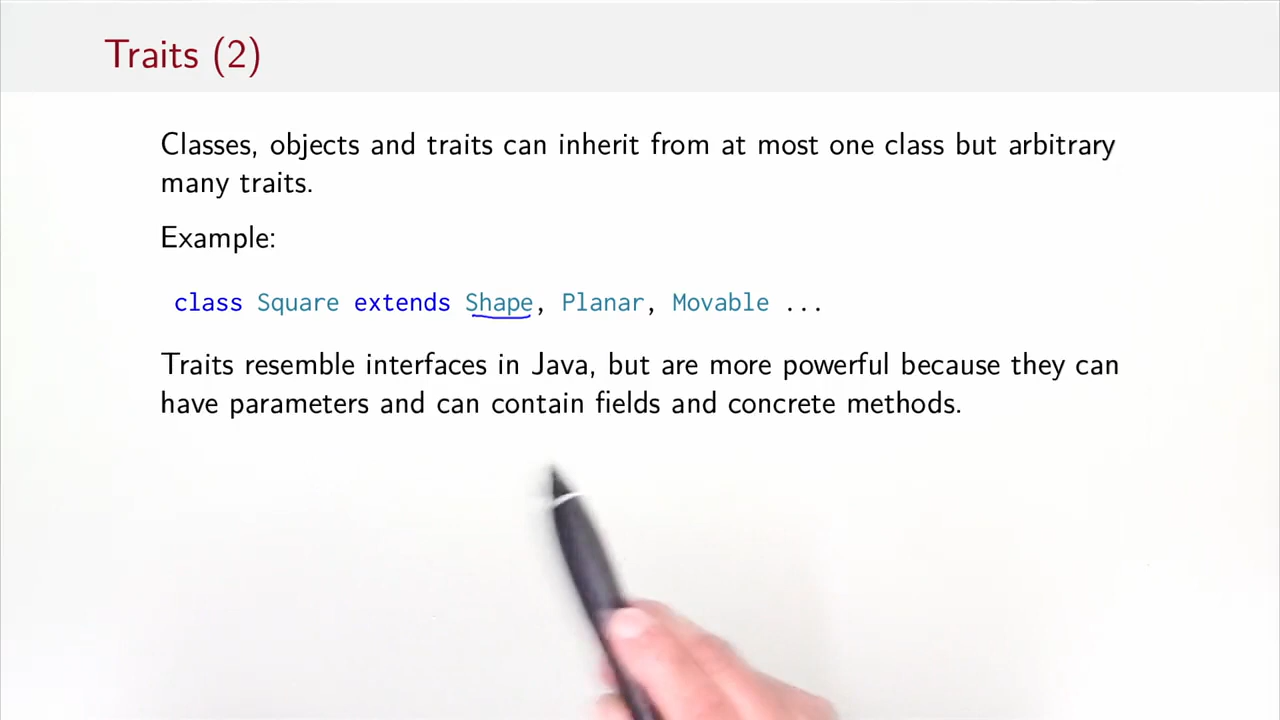 Traits (2)
Classes, objects and traits can inherit from at most one class but arbitrary
many traits.
Example:
class Square extends Shape, Planar, Movable ...
Traits resemble interfaces in Java, but are more powerful because they can
have parameters and can contain fields and concrete methods.